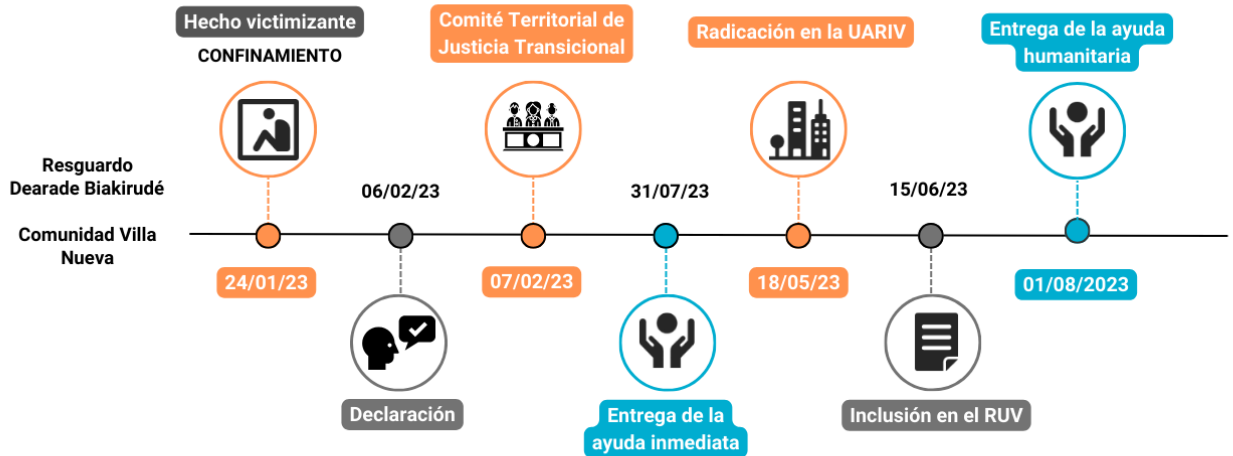 Hecho victimizante
CONFINAMIENTO
Comité Territorial de
Justicia Transicional
Radicación en la UARIV
Entrega de la ayuda
humanitaria
Resguardo
Dearade Biakirudé
06/02/23
31/07/23
15/06/23
Comunidad Villa
Nueva
24/01/23
07/02/23
18/05/23
01/08/2023
Declaración
Entrega de la
ayuda inmediata
Inclusión en el RUV